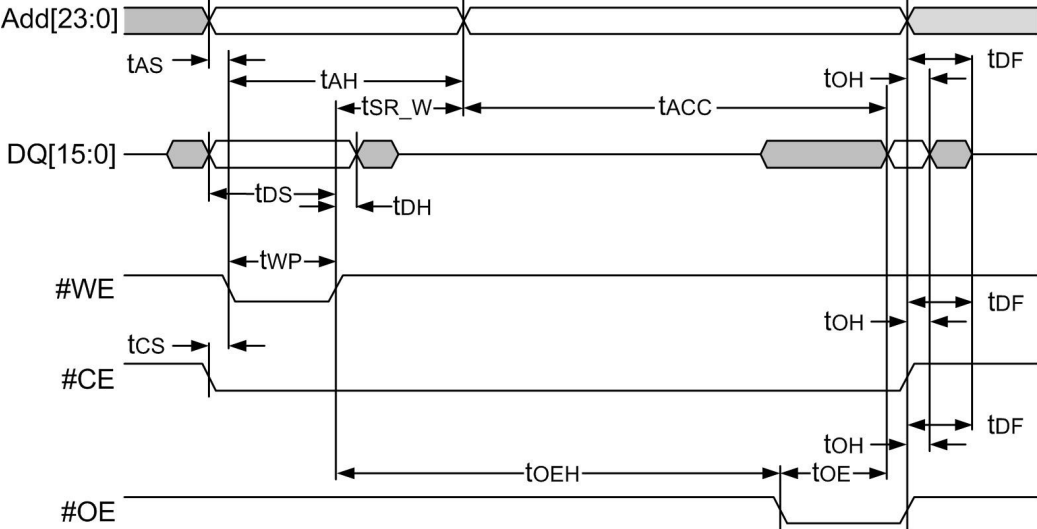 Add[23:0]
tAS
tAH
tDF
tOH
tSR_W
tACC
DQ[15:0]
tDS
tDH
tWP
#WE
tDF
tOH
tCS
#CE
tDF
tOH
tOEH
tOE
#OE